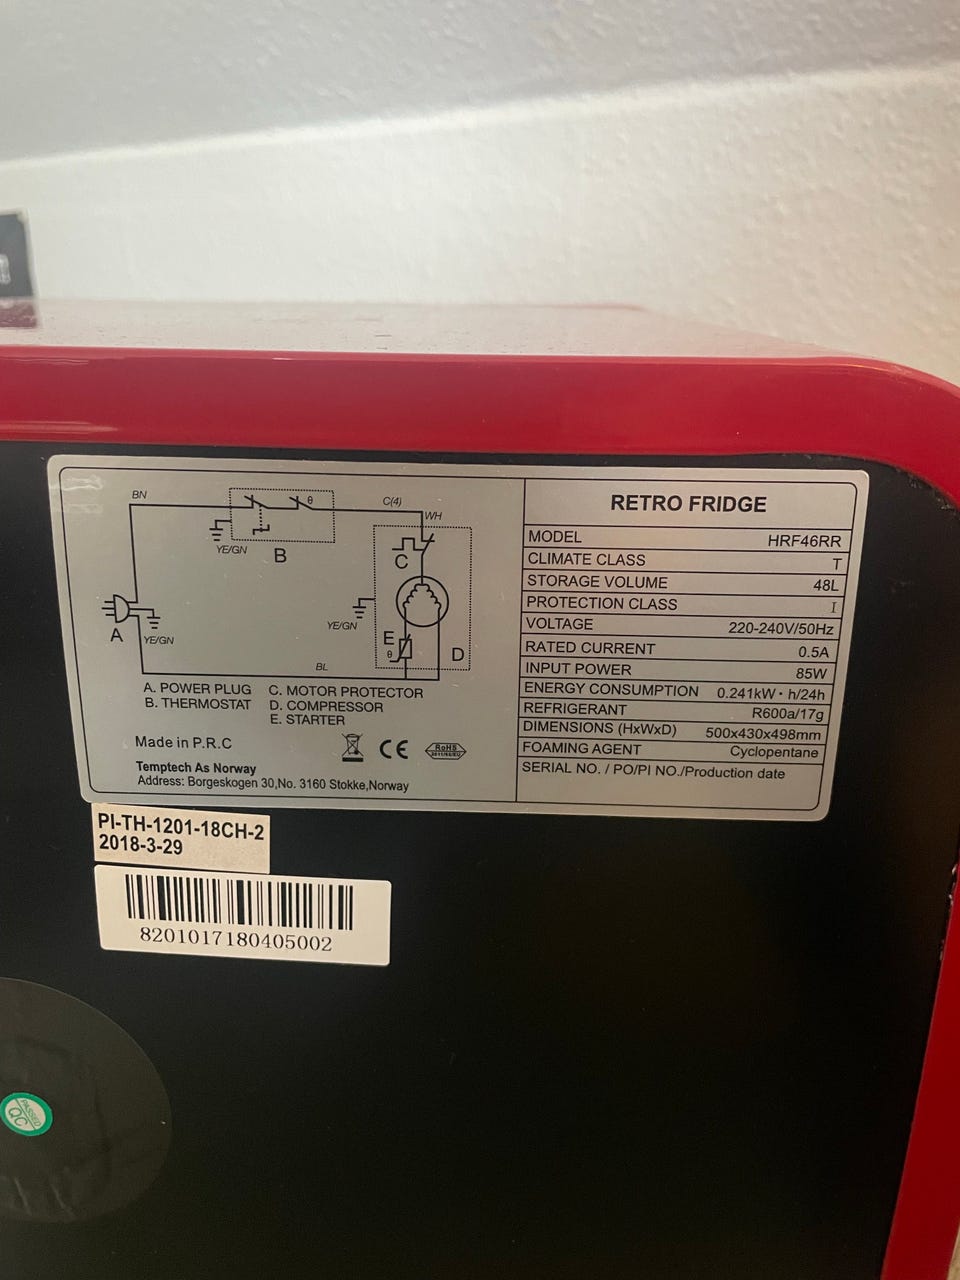 BN
θ
C(4)
WH
YE/GN
B
C
A
YE/GN
YE/GN
E
θ
D
BL
A. POWER PLUG C. MOTOR PROTECTOR
B. THERMOSTAT D. COMPRESSOR
E. STARTER
Made in P.R.C
CE
RoHS
Temptech As Norway
Address: Borgeskogen 30,No. 3160 Stokke,Norway
RETRO FRIDGE
MODEL HRF46RR
CLIMATE CLASS T
STORAGE VOLUME 48L
PROTECTION CLASS I
VOLTAGE 220-240V/50Hz
RATED CURRENT 0.5A
INPUT POWER 85W
ENERGY CONSUMPTION 0.241kW·h/24h
REFRIGERANT R600a/17g
DIMENSIONS (HxWxD) 500x430x498mm
FOAMING AGENT Cyclopentane
SERIAL NO. / PO/PI NO./Production date
PI-TH-1201-18CH-2
2018-3-29
8201017180405002
PASSED
QC